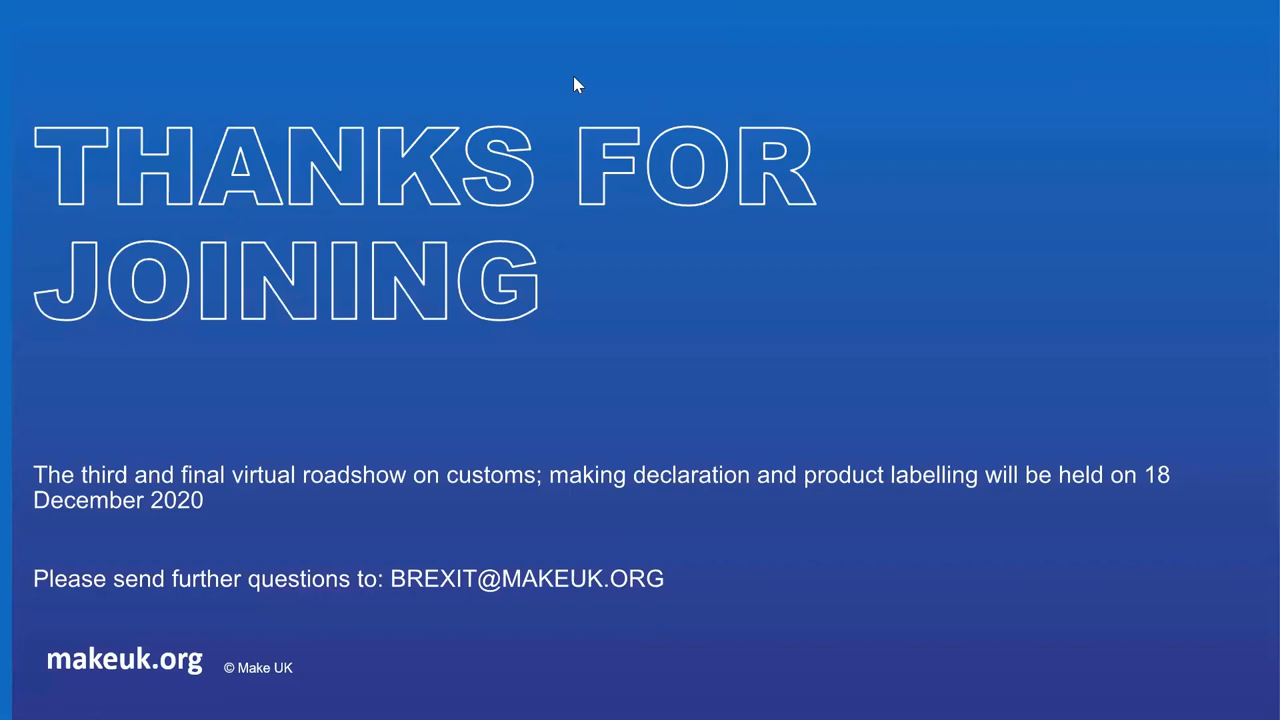 THANKS FOR
JOINING
The third and final virtual roadshow on customs; making declaration and product labelling will be held on 18
December 2020
Please send further questions to: BREXIT@MAKEUK.ORG
makeuk.org © Make UK